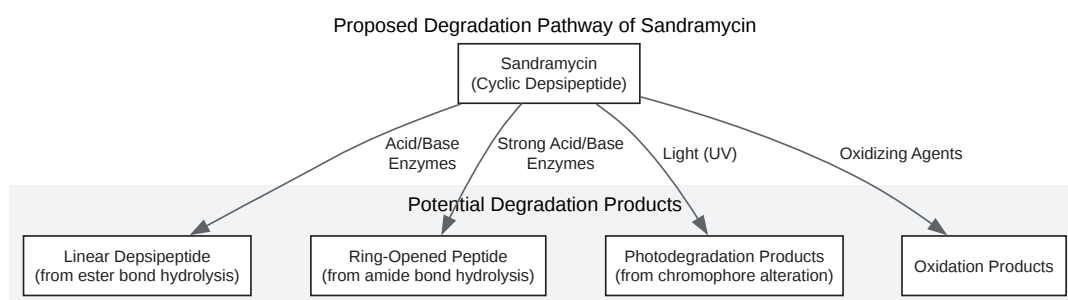 Proposed Degradation Pathway of Sandramycin
Sandramycin
(Cyclic Depsipeptide)
Acid/Base
Enzymes
Strong Acid/Base
Enzymes
Light (UV)
Oxidizing Agents
Potential Degradation Products
Linear Depsipeptide
(from ester bond hydrolysis)
Ring-Opened Peptide
(from amide bond hydrolysis)
Photodegradation Products
(from chromophore alteration)
Oxidation Products